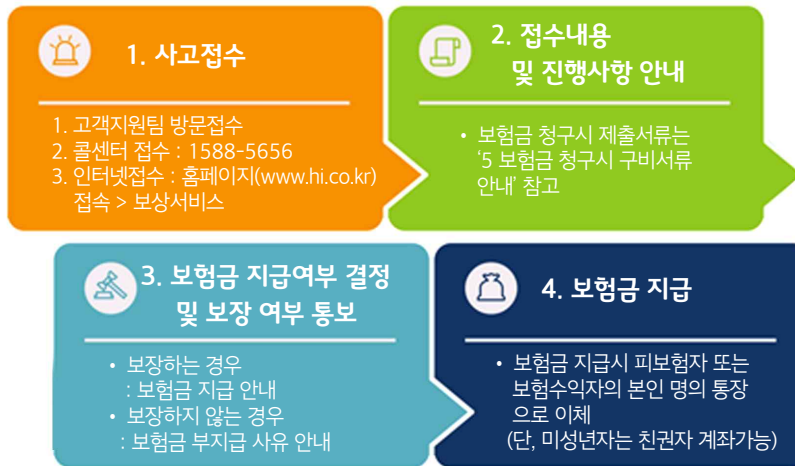 1. 사고접수
1. 고객지원팀 방문접수
2. 콜센터 접수 : 1588-5656
3. 인터넷접수 : 홈페이지(www.hi.co.kr)
접속 > 보상서비스
2. 접수내용
및 진행사항 안내
• 보험금 청구시 제출서류는
‘5 보험금 청구시 구비서류
안내’ 참고
3. 보험금 지급여부 결정
및 보장 여부 통보
• 보장하는 경우
: 보험금 지급 안내
• 보장하지 않는 경우
: 보험금 부지급 사유 안내
4. 보험금 지급
• 보험금 지급시 피보험자 또는
보험수익자의 본인 명의 통장
으로 이체
(단, 미성년자는 친권자 계좌가능)